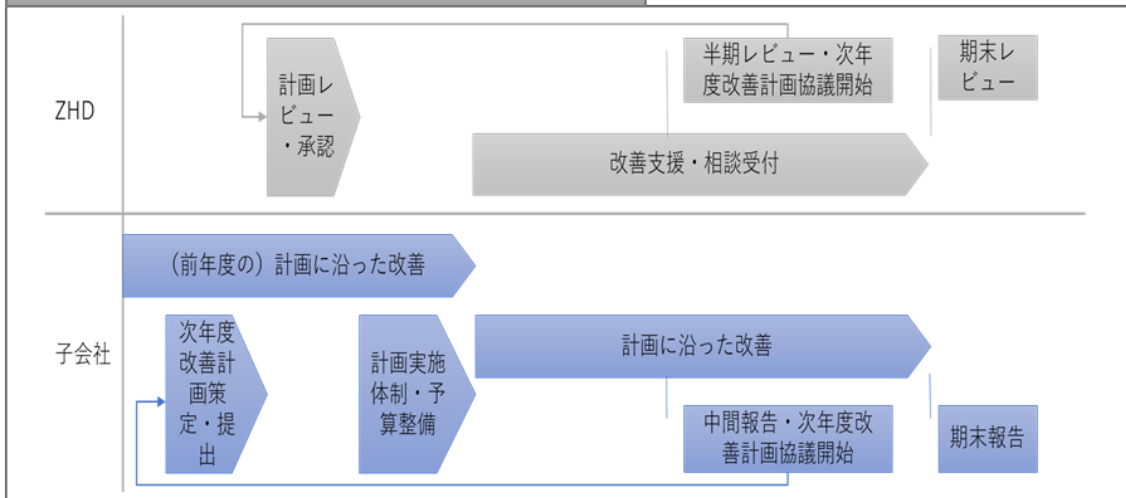 ZHD
計画レ
ビュー
・承認
半期レビュー・次年
度改善計画協議開始
期末レ
ビュー
改善支援・相談受付
子会社
（前年度の）計画に沿った改善
次年度
改善計
画策
定・提
出
計画実施
体制・予
算整備
計画に沿った改善
中間報告・次年度改
善計画協議開始
期末報告